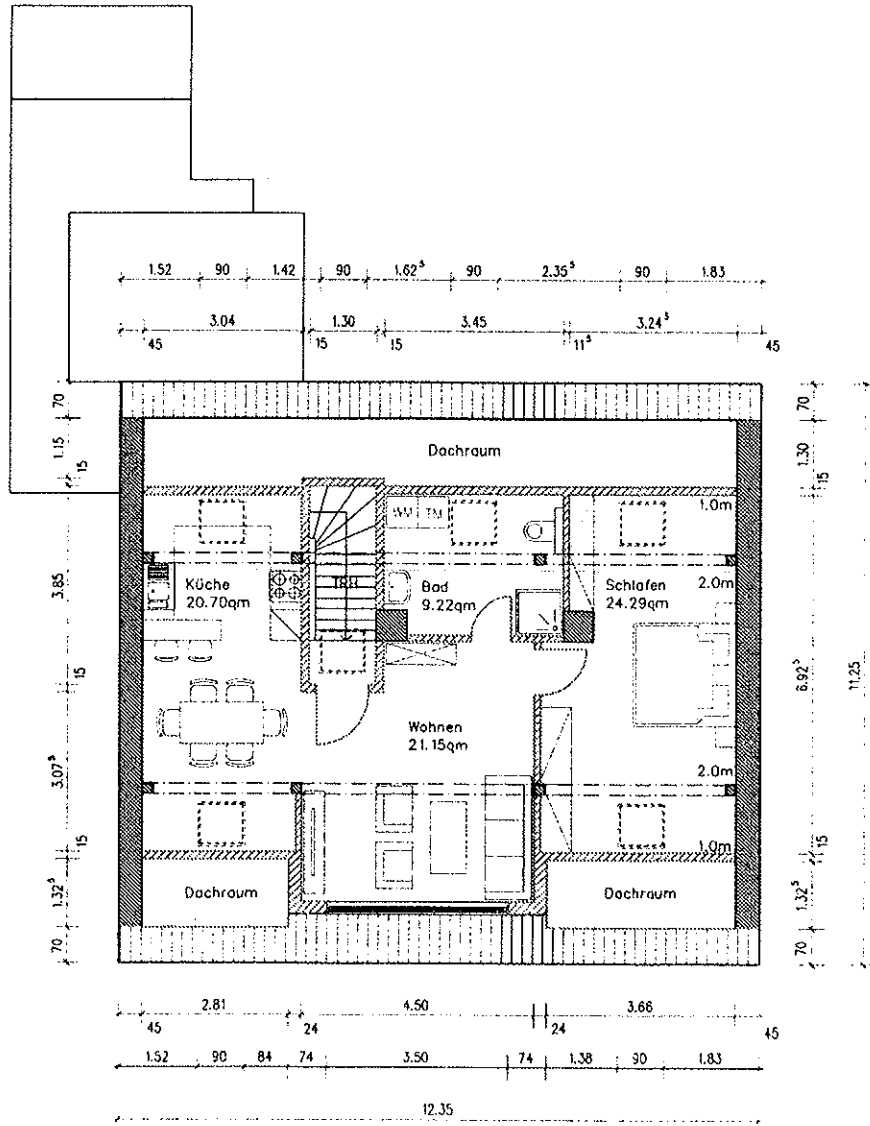 1.52 90 1.42 90 1.62⁵ 90 2.35⁵ 90 1.83
3.04 1.30 3.45 3.24⁵
45 15 15 11⁵ 45
70
1.15
15
3.85
15
3.07⁵
15
1.32⁵
70
Dachraum
WM TM
1.0m
Küche
20.70qm
TRH
Bad
9.22qm
2.0m
Schlafen
24.29qm
Wohnen
21.15qm
2.0m
1.0m
Dachraum
Dachraum
70
1.30
15
6.92⁵
15
1.32⁵
70
11.25
2.81 4.50 3.66
45 24 24 45
1.52 90 84 74 3.50 74 1.38 90 1.83
12.35